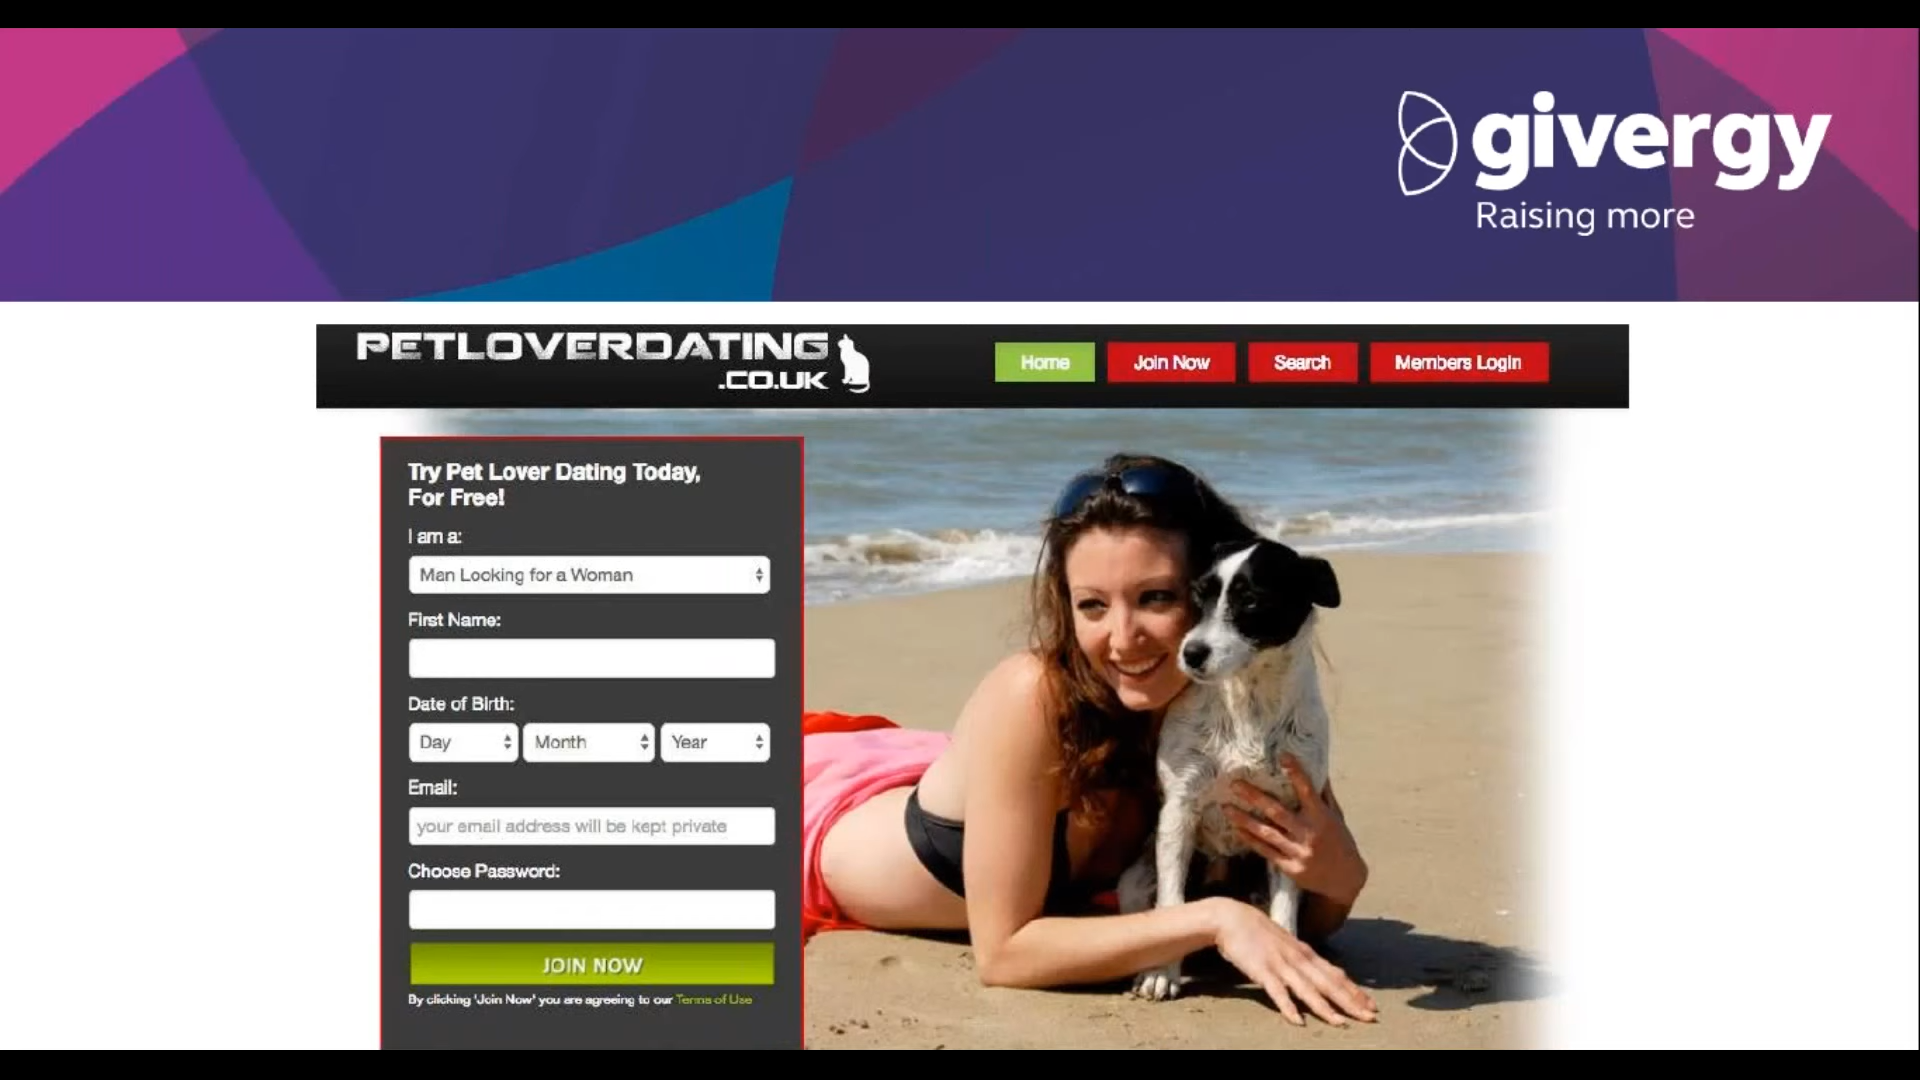 givergy
Raising more
PETLOVERDATING
.CO.UK
Home
Join Now
Search
Members Login
Try Pet Lover Dating Today,
For Free!
I am a:
Man Looking for a Woman
First Name:
Date of Birth:
Day
Month
Year
Email:
your email address will be kept private
Choose Password:
JOIN NOW
By clicking 'Join Now' you are agreeing to our Terms of Use